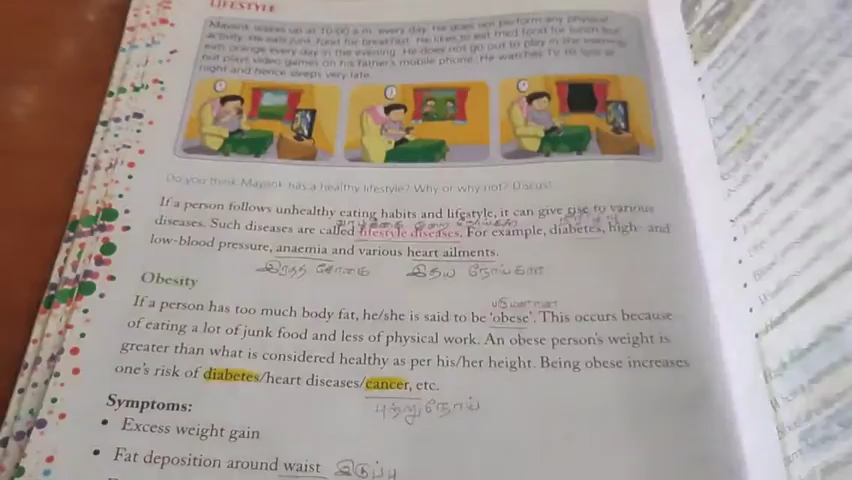 LIFESTYLE
Mayank wakes up at 10:00 a.m. every day. He does not perform any physical
activity. He eats junk food for breakfast. He likes to eat fried food for lunch but
eats orange every day in the evening. He does not go out to play in the evening
but plays video games on his father's mobile phone. He watches TV till late at
night and hence sleeps very late.
Do you think Mayank has a healthy lifestyle? Why or why not? Discuss.
If a person follows unhealthy eating habits and lifestyle, it can give rise to various
diseases. Such diseases are called lifestyle diseases. For example, diabetes, high- and
low-blood pressure, anaemia and various heart ailments.
இரத்த சோகை இதய நோய்கள்
Obesity
பருமனான
If a person has too much body fat, he/she is said to be 'obese'. This occurs because
of eating a lot of junk food and less of physical work. An obese person's weight is
greater than what is considered healthy as per his/her height. Being obese increases
one's risk of diabetes/heart diseases/cancer, etc.
புற்றுநோய்
Symptoms:
• Excess weight gain
• Fat deposition around waist இடுப்பு